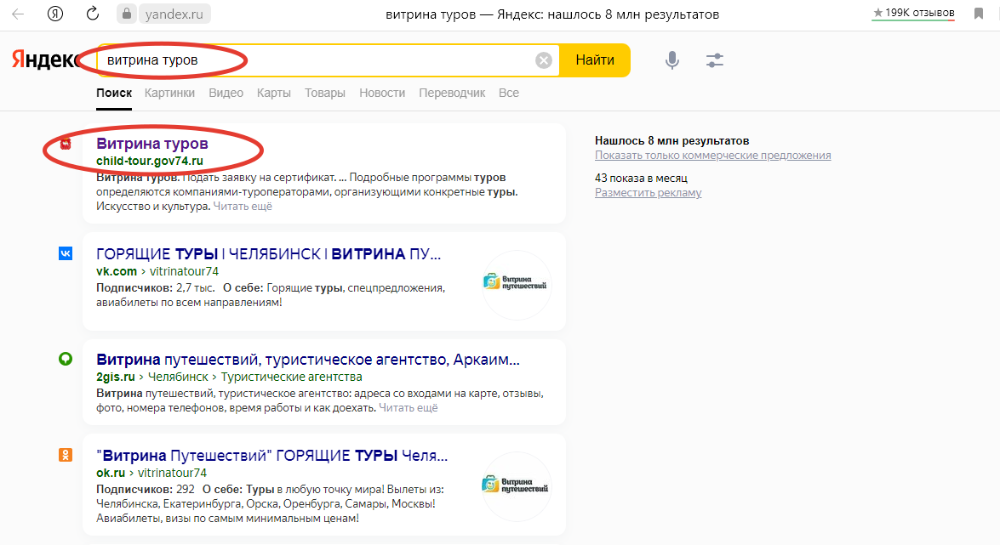 Я
yandex.ru
витрина туров — Яндекс: нашлось 8 млн результатов
199K отзывов
Яндекс
витрина туров
Найти
Поиск Картинки Видео Карты Товары Новости Переводчик Все
Витрина туров
child-tour.gov74.ru
Витрина туров. Подать заявку на сертификат. ... Подробные программы туров
определяются компаниями-туроператорами, организующими конкретные туры.
Искусство и культура. Читать ещё
ГОРЯЩИЕ ТУРЫ | ЧЕЛЯБИНСК | ВИТРИНА ПУ...
vk.com › vitrinatour74
Подписчиков: 2,7 тыс. О себе: Горящие туры, спецпредложения,
авиабилеты по всем направлениям!
Витрина
путешествий
Витрина путешествий, туристическое агентство, Аркаим...
2gis.ru › Челябинск › Туристические агентства
Витрина путешествий, туристическое агентство: адреса со входами на карте, отзывы,
фото, номера телефонов, время работы и как доехать. Читать ещё
"Витрина Путешествий" ГОРЯЩИЕ ТУРЫ Челя...
ok.ru › vitrinatour74
Подписчиков: 292 О себе: Туры в любую точку мира! Вылеты из:
Челябинска, Екатеринбурга, Орска, Оренбурга, Самары, Москвы!
Авиабилеты, визы по самым минимальным ценам!
Витрина
путешествий
Нашлось 8 млн результатов
Показать только коммерческие предложения
43 показа в месяц
Разместить рекламу